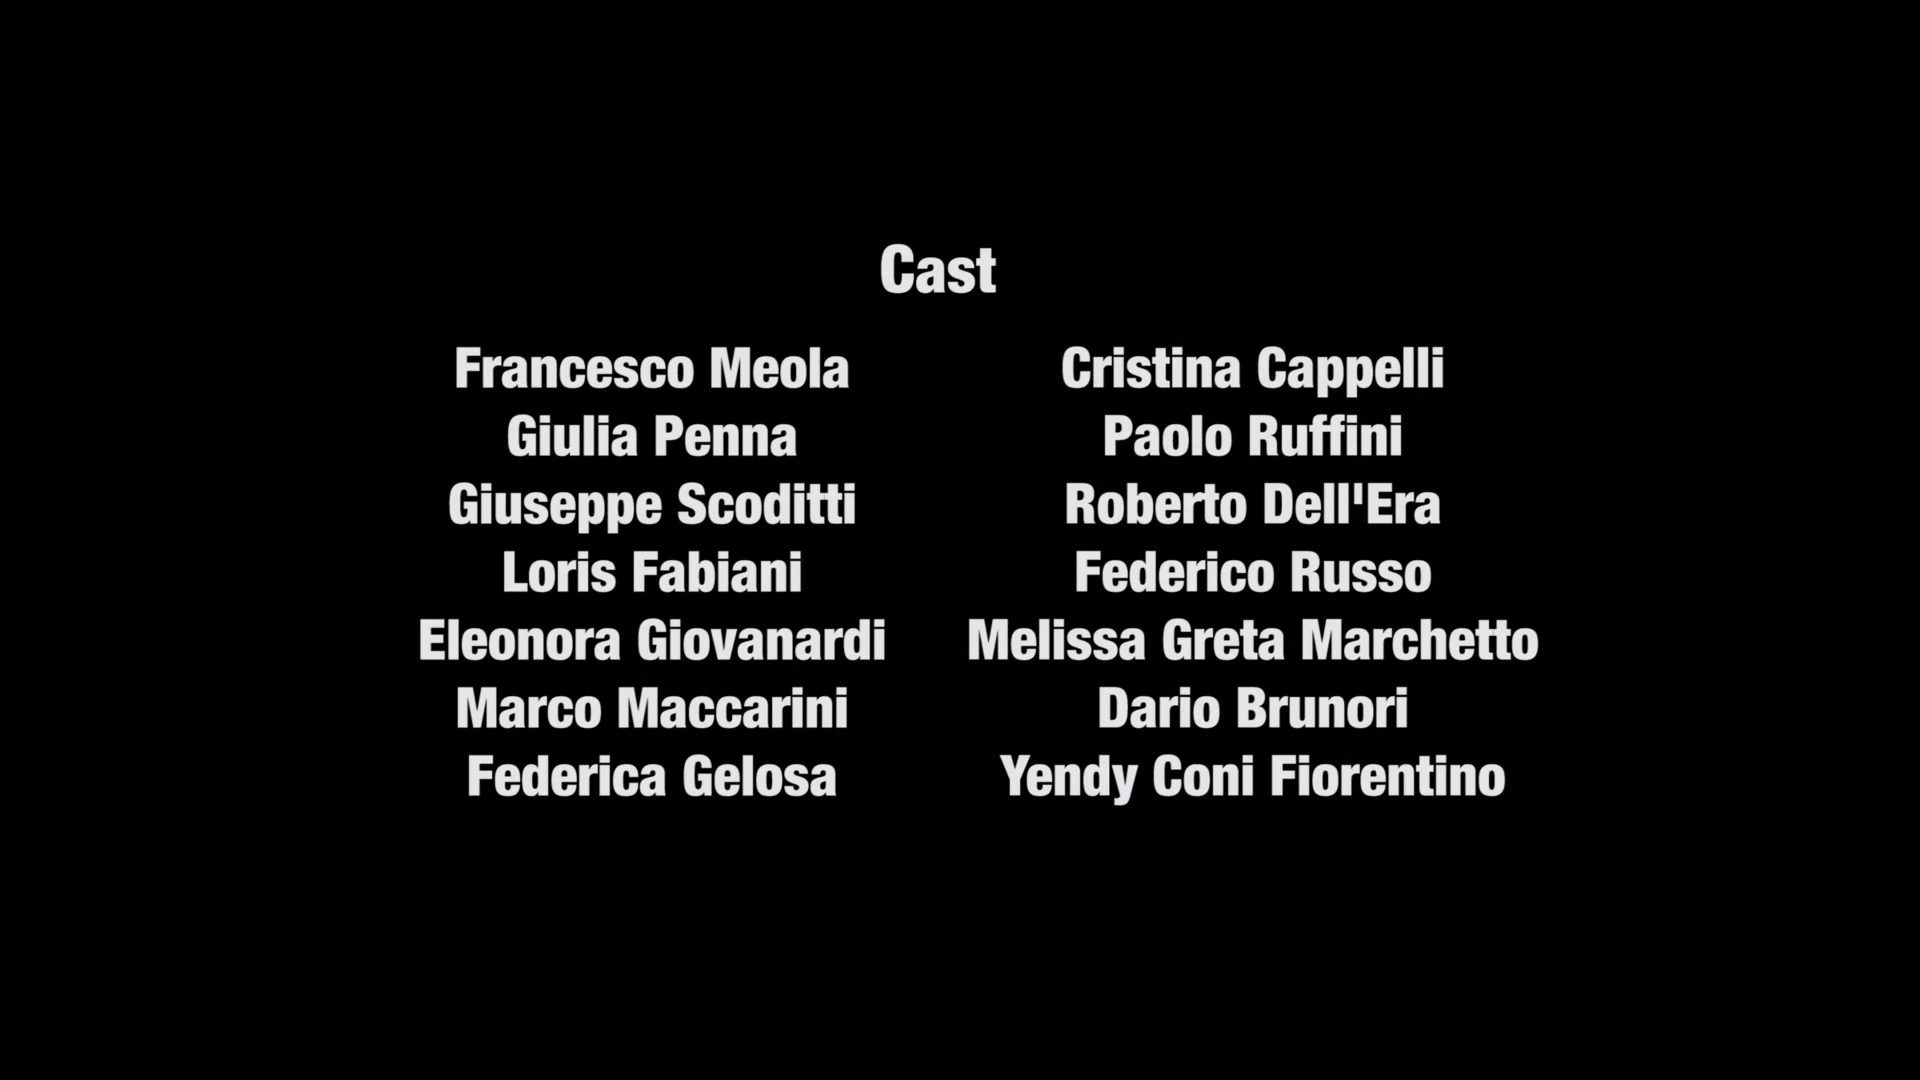 Cast
Francesco Meola
Giulia Penna
Giuseppe Scoditti
Loris Fabiani
Eleonora Giovanardi
Marco Maccarini
Federica Gelosa
Cristina Cappelli
Paolo Ruffini
Roberto Dell'Era
Federico Russo
Melissa Greta Marchetto
Dario Brunori
Yendy Coni Fiorentino